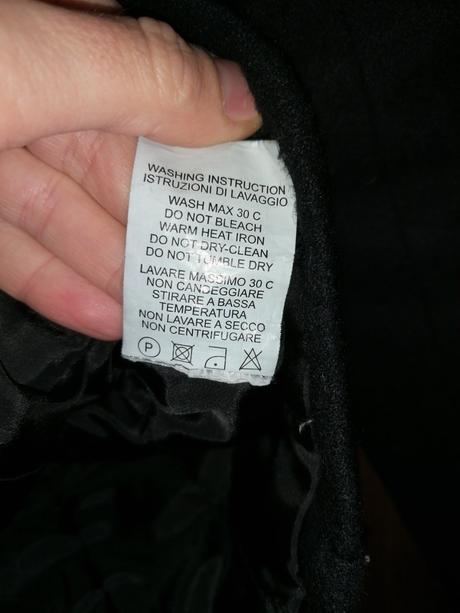 WASHING INSTRUCTION
ISTRUZIONI DI LAVAGGIO
WASH MAX 30 C
DO NOT BLEACH
WARM HEAT IRON
DO NOT DRY-CLEAN
DO NOT TUMBLE DRY
LAVARE MASSIMO 30 C
NON CANDEGGIARE
STIRARE A BASSA
TEMPERATURA
NON LAVARE A SECCO
NON CENTRIFUGARE
P